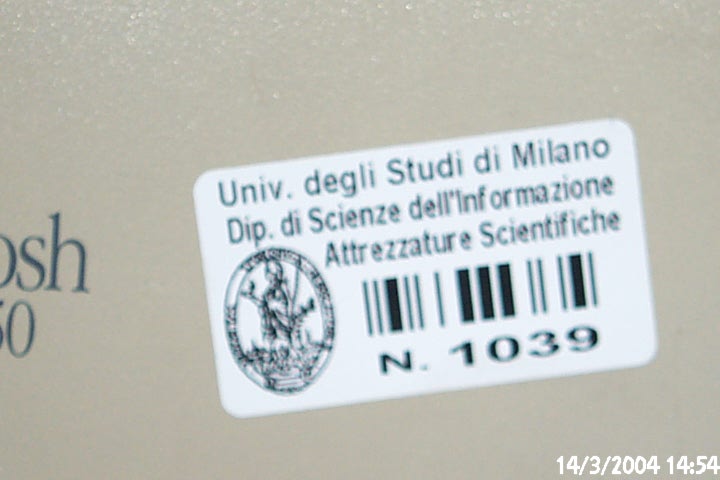 Univ. degli Studi di Milano
Dip. di Scienze dell'Informazione
Attrezzature Scientifiche
N. 1039
osh
50
14/3/2004 14:54